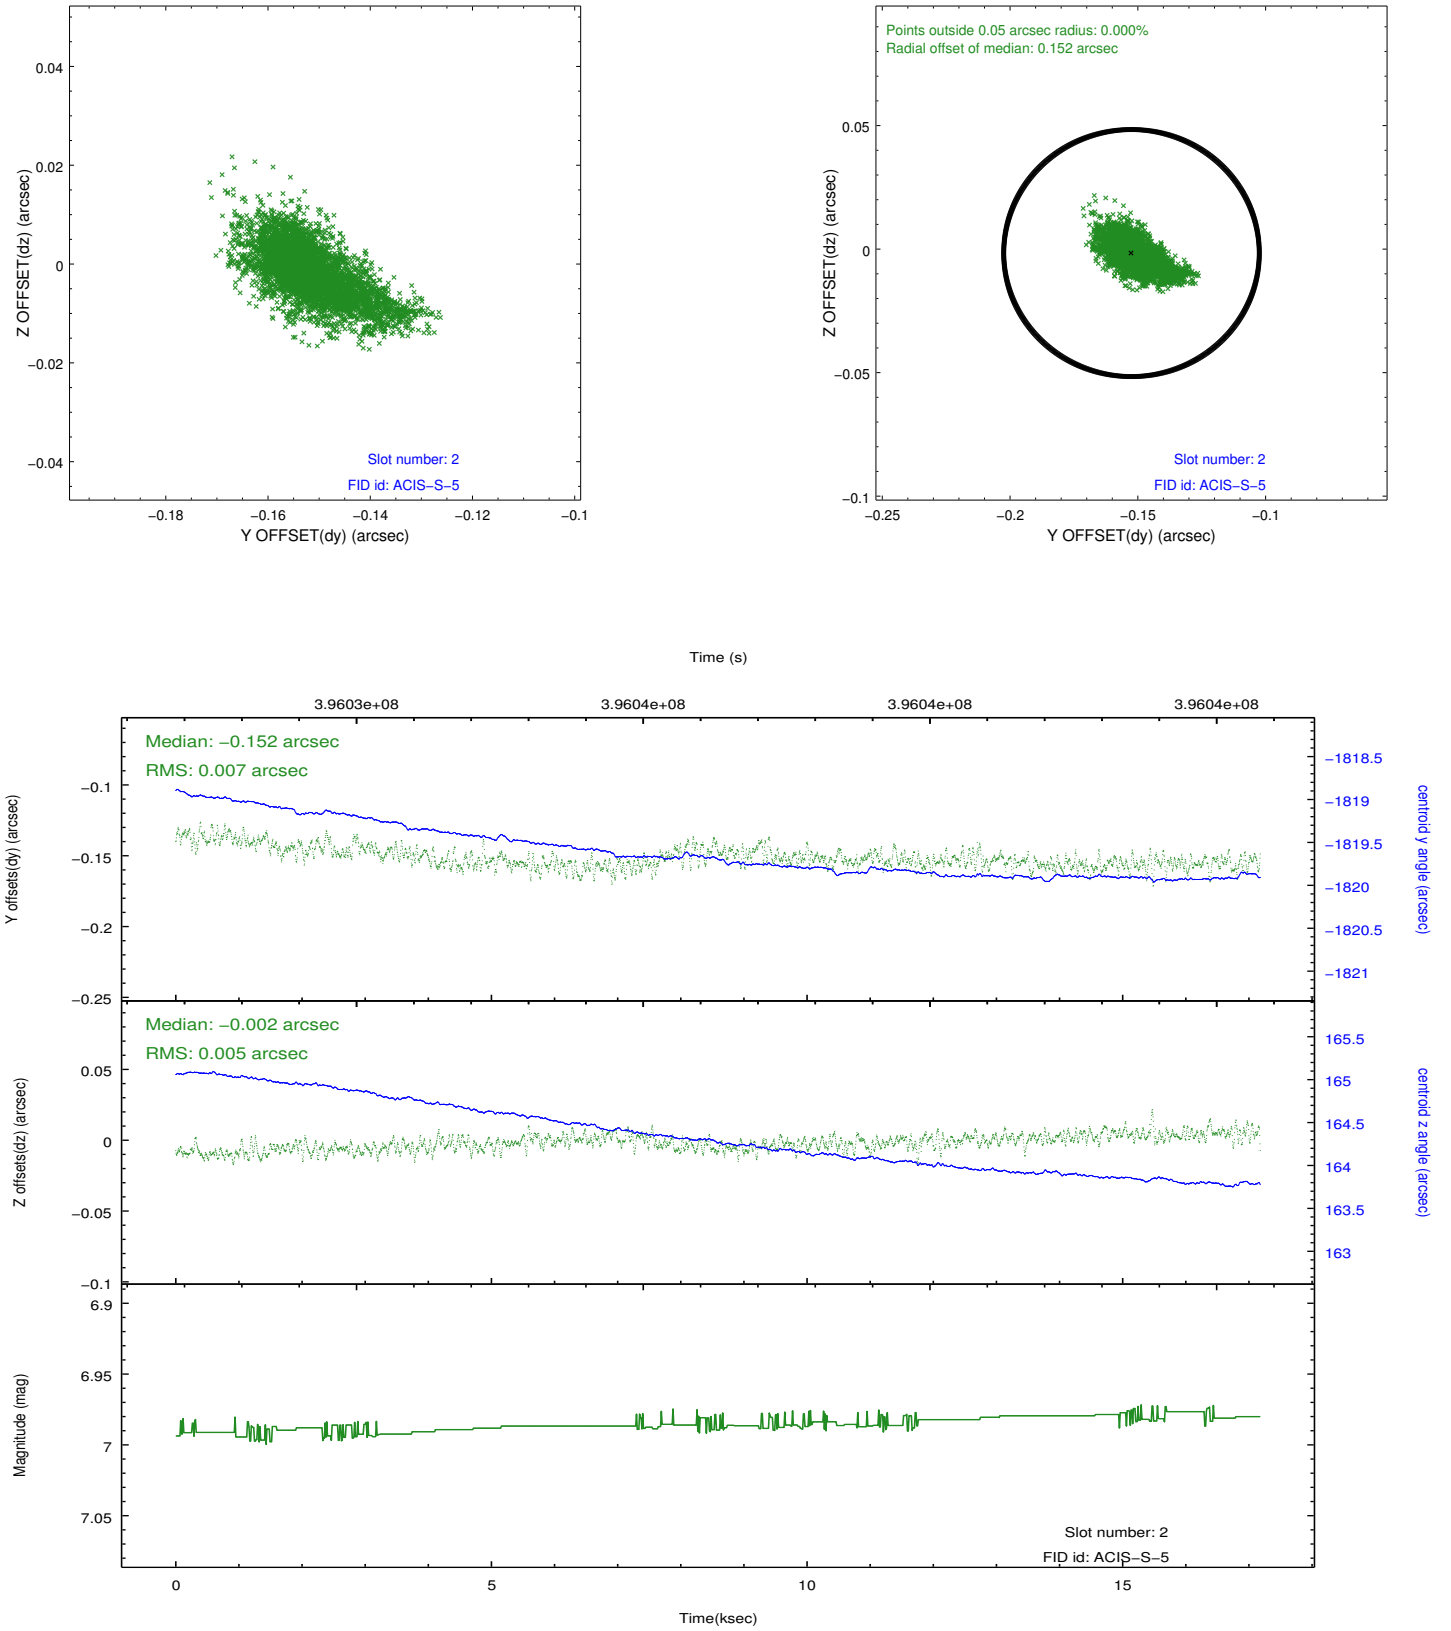 0.04
0.02
0
−0.02
−0.04
Z OFFSET(dz) (arcsec)
Slot number: 2
FID id: ACIS−S−5
−0.18
−0.16
−0.14
−0.12
−0.1
Y OFFSET(dy) (arcsec)
Points outside 0.05 arcsec radius: 0.000%
Radial offset of median: 0.152 arcsec
0.05
0
−0.05
−0.1
Z OFFSET(dz) (arcsec)
Slot number: 2
FID id: ACIS−S−5
−0.25
−0.2
−0.15
−0.1
Y OFFSET(dy) (arcsec)
Time (s)
3.9603e+08
3.9604e+08
3.9604e+08
3.9604e+08
Median: −0.152 arcsec
RMS: 0.007 arcsec
−0.1
−0.15
−0.2
−0.25
Y offsets(dy) (arcsec)
−1818.5
−1819
−1819.5
−1820
−1820.5
−1821
centroid y angle (arcsec)
Median: −0.002 arcsec
RMS: 0.005 arcsec
0.05
0
−0.05
−0.1
Z offsets(dz) (arcsec)
165.5
165
164.5
164
163.5
163
centroid z angle (arcsec)
6.9
6.95
7
7.05
Magnitude (mag)
Slot number: 2
FID id: ACIS−S−5
0
5
10
15
Time(ksec)